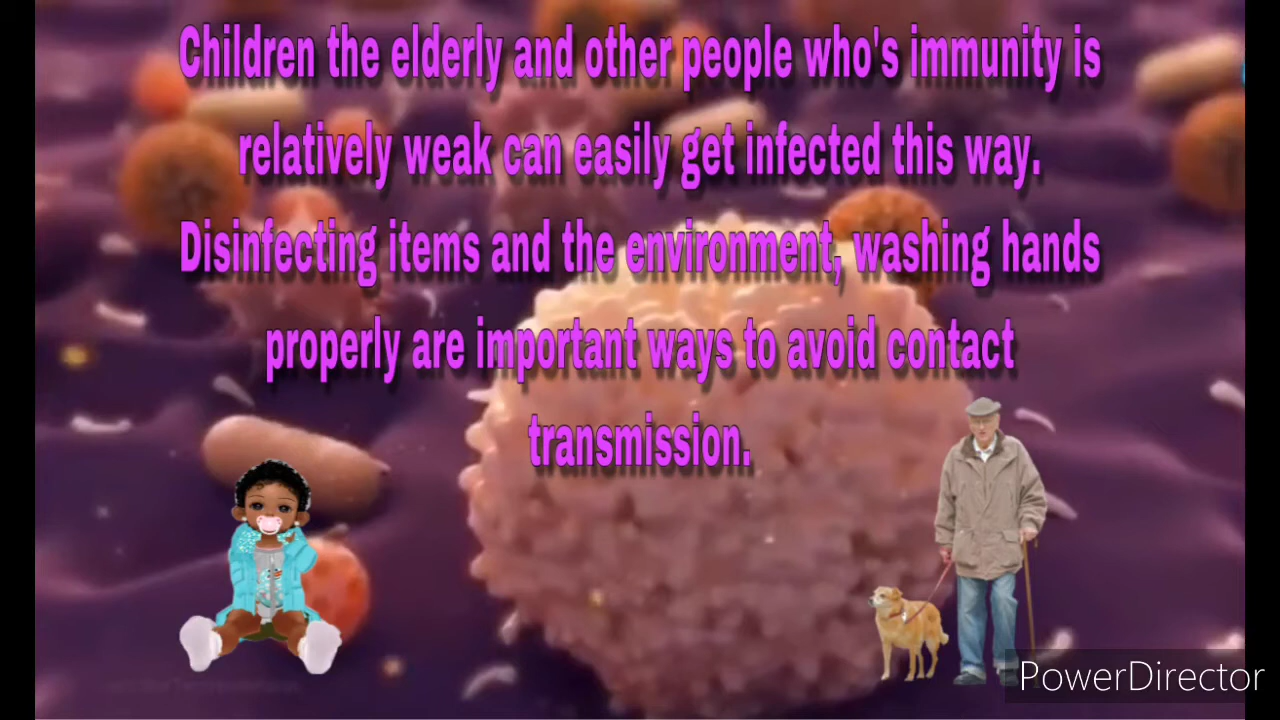 Children the elderly and other people who's immunity is
relatively weak can easily get infected this way.
Disinfecting items and the environment, washing hands
properly are important ways to avoid contact
transmission.
PowerDirector